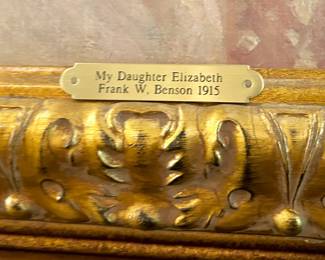 My Daughter Elizabeth
Frank W. Benson 1915